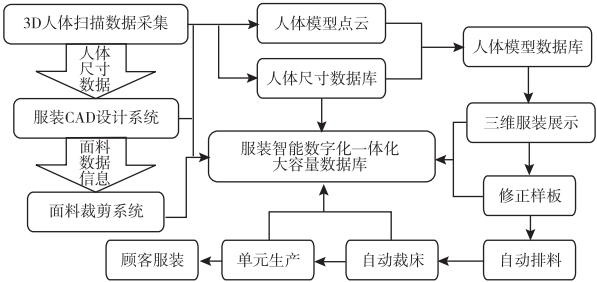 3D人体扫描数据采集
人体模型点云
人体模型数据库
人体
尺寸
数据
人体尺寸数据库
服装CAD设计系统
三维服装展示
面料
数据
信息
服装智能数字化一体化
大容量数据库
面料裁剪系统
修正样板
顾客服装
单元生产
自动裁床
自动排料